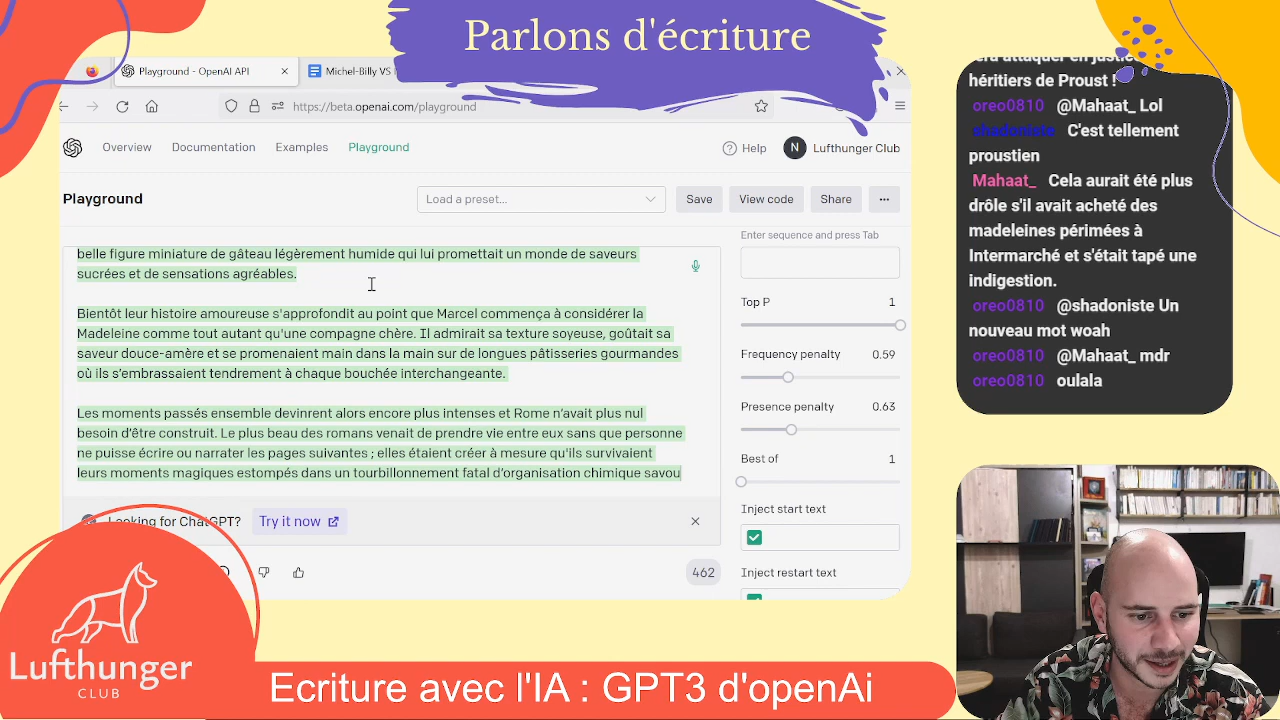 Parlons d'écriture
Playground - OpenAI API
Michel-Billy VS
https://beta.openai.com/playground
Overview
Documentation
Examples
Playground
Help
N
Lufthunger Club
Playground
Load a preset...
Save
View code
Share
belle figure miniature de gâteau légèrement humide qui lui promettait un monde de saveurs
sucrées et de sensations agréables.
Bientôt leur histoire amoureuse s'approfondit au point que Marcel commença à considérer la
Madeleine comme tout autant qu'une compagne chère. Il admirait sa texture soyeuse, goûtait sa
saveur douce-amère et se promenaient main dans la main sur de longues pâtisseries gourmandes
où ils s'embrassaient tendrement à chaque bouchée interchangeante.
Les moments passés ensemble devinrent alors encore plus intenses et Rome n'avait plus nul
besoin d'être construit. Le plus beau des romans venait de prendre vie entre eux sans que personne
ne puisse écrire ou narrater les pages suivantes ; elles étaient créer à mesure qu'ils survivaient
leurs moments magiques estompés dans un tourbillonnement fatal d'organisation chimique savou
Looking for ChatGPT?
Try it now
462
Enter sequence and press Tab
Top P
1
Frequency penalty
0.59
Presence penalty
0.63
Best of
1
Inject start text
Inject restart text
attaquer en
héritiers de Proust !
oreo0810 @Mahaat_ Lol
shadoniste C'est tellement
proustien
Mahaat_ Cela aurait été plus
drôle s'il avait acheté des
madeleines périmées à
Intermarché et s'était tapé une
indigestion.
oreo0810 @shadoniste Un
nouveau mot woah
oreo0810 @Mahaat_ mdr
oreo0810 oulala
Lufthunger
CLUB
Ecriture avec l'IA : GPT3 d'openAi